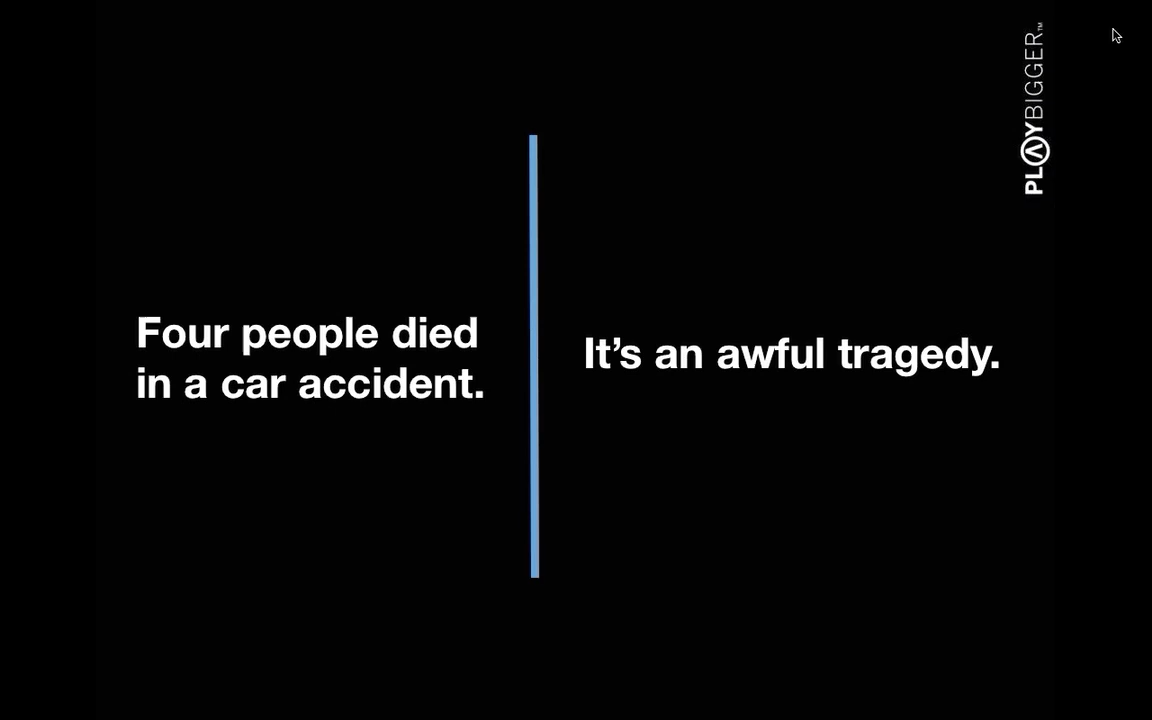 Four people died
in a car accident.
It’s an awful tragedy.
PLAYBIGGER™